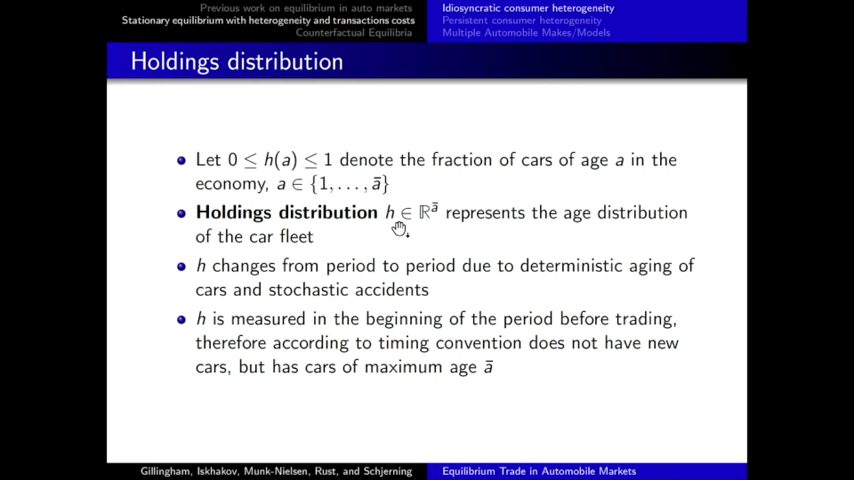 Previous work on equilibrium in auto markets
Stationary equilibrium with heterogeneity and transactions costs
Counterfactual Equilibria
Idiosyncratic consumer heterogeneity
Persistent consumer heterogeneity
Multiple Automobile Makes/Models
Holdings distribution
Let 0 ≤ h(a) ≤ 1 denote the fraction of cars of age a in the
economy, a ∈ {1, . . . , ā}
Holdings distribution h ∈ ℝ^ā represents the age distribution
of the car fleet
h changes from period to period due to deterministic aging of
cars and stochastic accidents
h is measured in the beginning of the period before trading,
therefore according to timing convention does not have new
cars, but has cars of maximum age ā
Gillingham, Iskhakov, Munk-Nielsen, Rust, and Schjerning
Equilibrium Trade in Automobile Markets